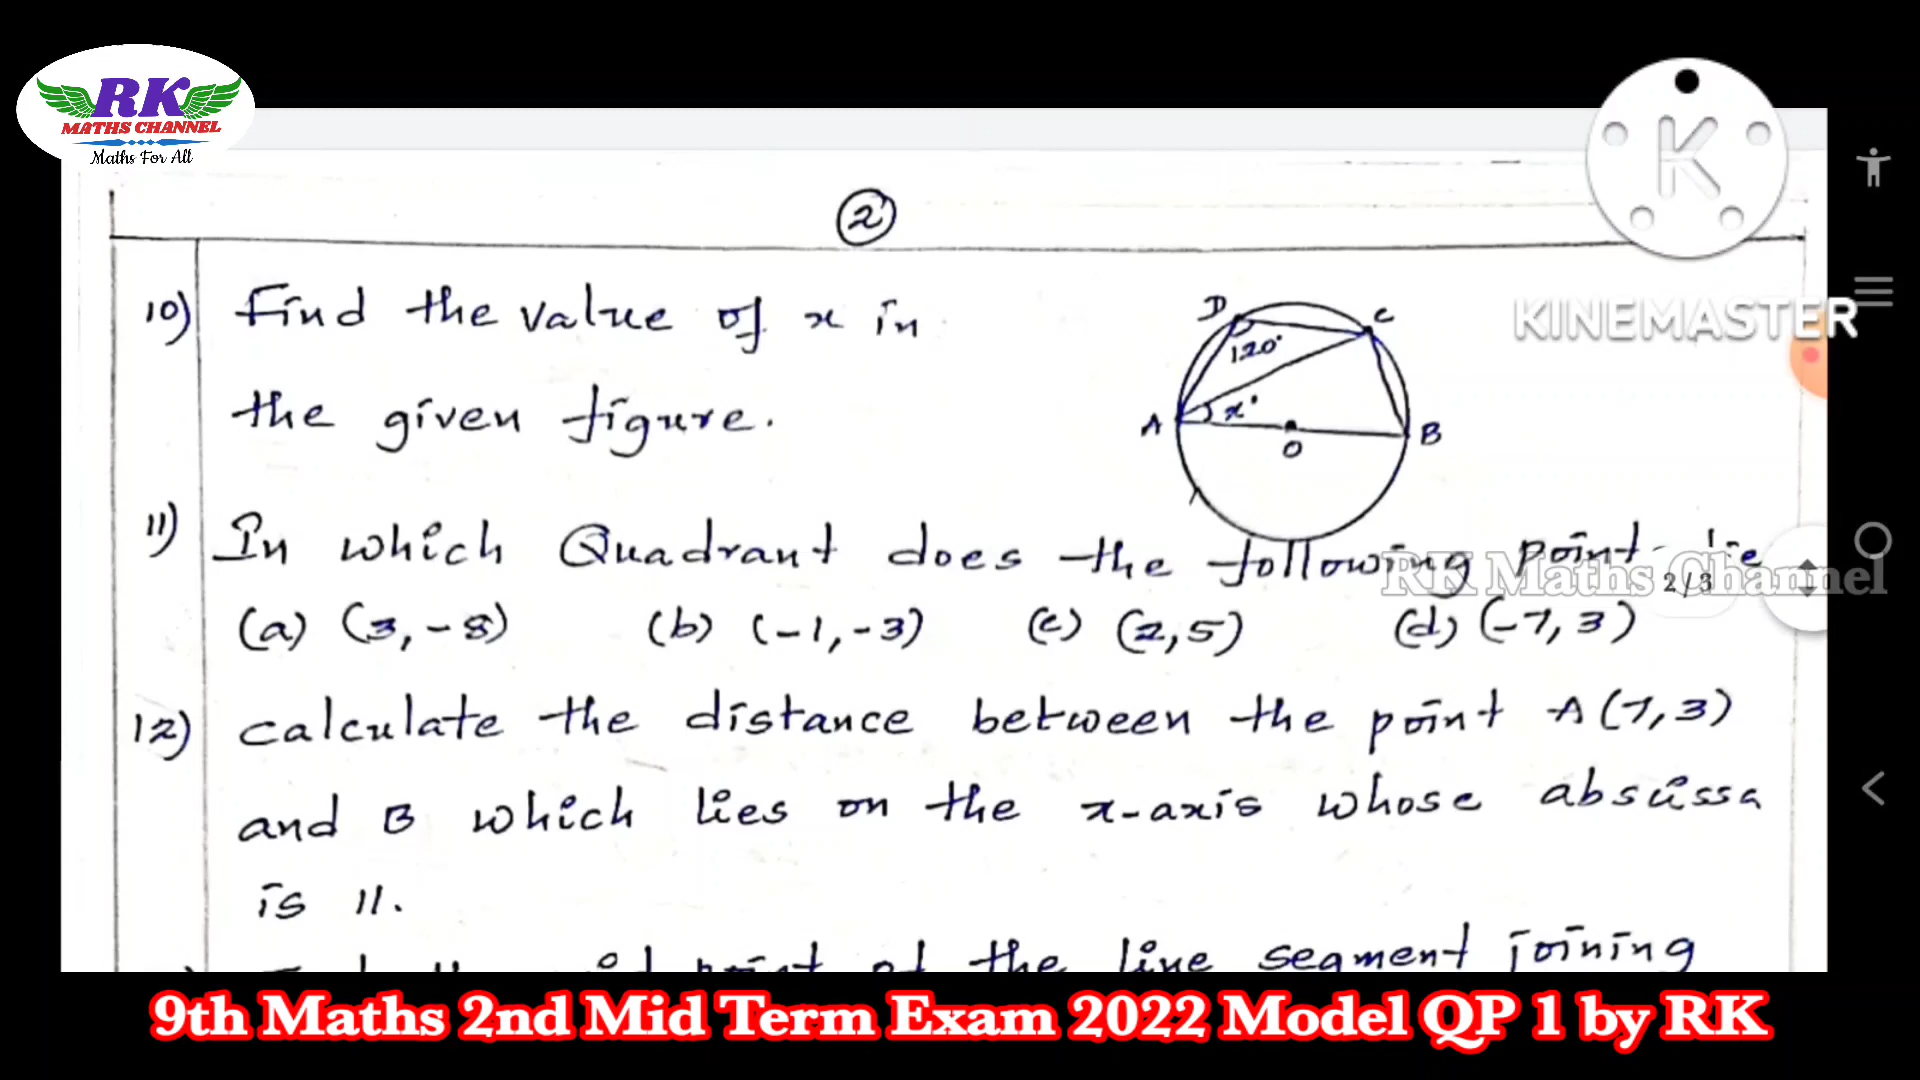 RK
MATHS CHANNEL
Maths For All
K
KINEMASTER
2
10) Find the value of x in
the given figure.
D
C
120°
x°
A
O
B
11) In which Quadrant does the following point lie
RK Maths Channel
2/3
(a) (3, -8) (b) (-1, -3) (c) (2, 5) (d) (-7, 3)
12) calculate the distance between the point A(7, 3)
and B which lies on the x-axis whose abscissa
is 11.
point of the line segment joining
9th Maths 2nd Mid Term Exam 2022 Model QP 1 by RK